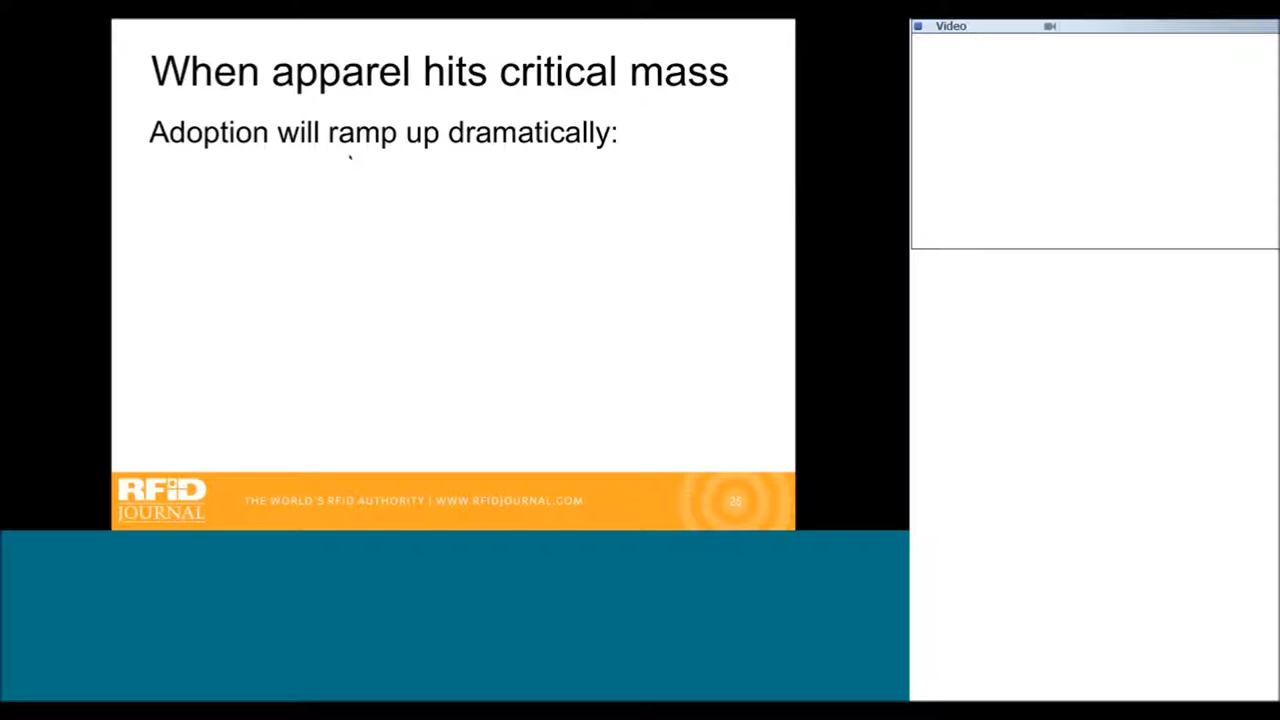 When apparel hits critical mass
Adoption will ramp up dramatically:
RFiD
JOURNAL
THE WORLD'S RFID AUTHORITY | WWW.RFIDJOURNAL.COM
26
Video